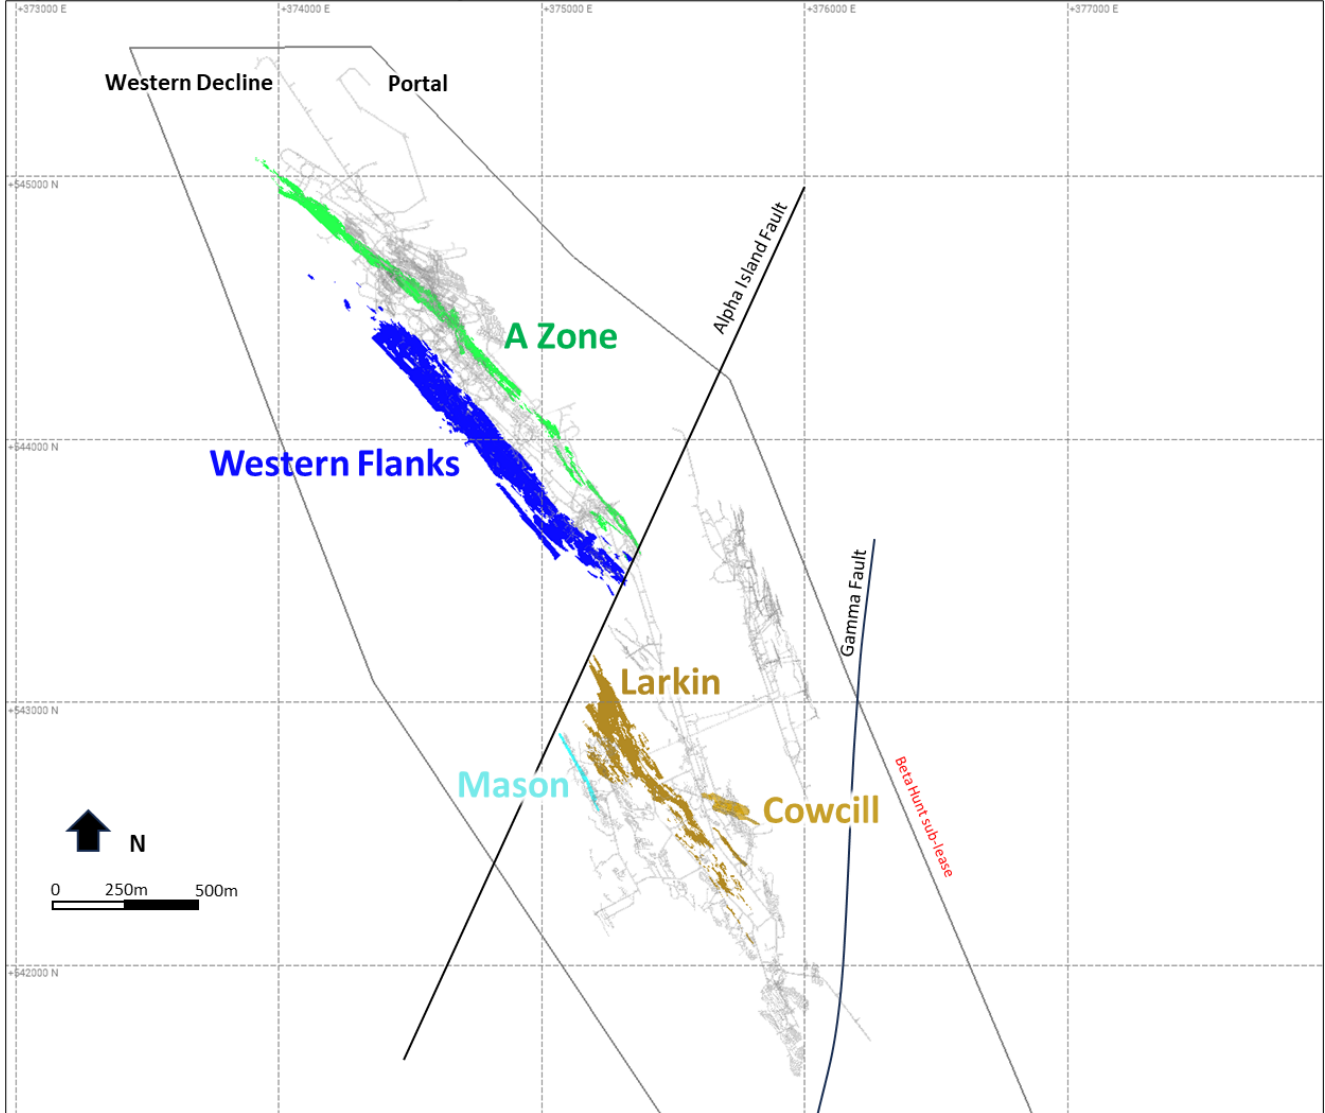 +373000 E
+374000 E
+375000 E
+376000 E
+377000 E
Western Decline
Portal
+545000 N
Alpha Island Fault
A Zone
+544000 N
Western Flanks
Gamma Fault
Larkin
+543000 N
Beta Hunt sub-lease
Mason
Cowcill
N
0 250m 500m
+542000 N